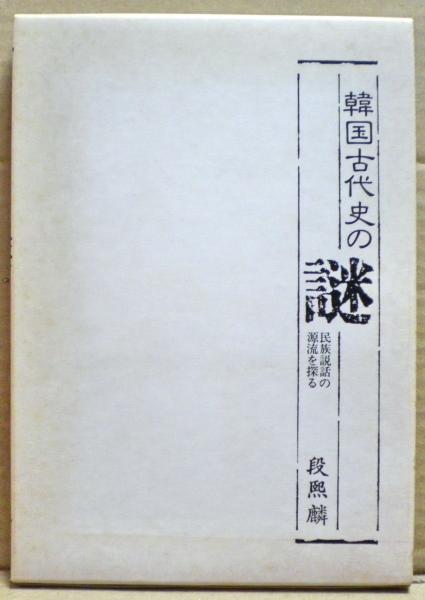 韓国古代史の
謎
民族説話の
源流を探る
段熙麟